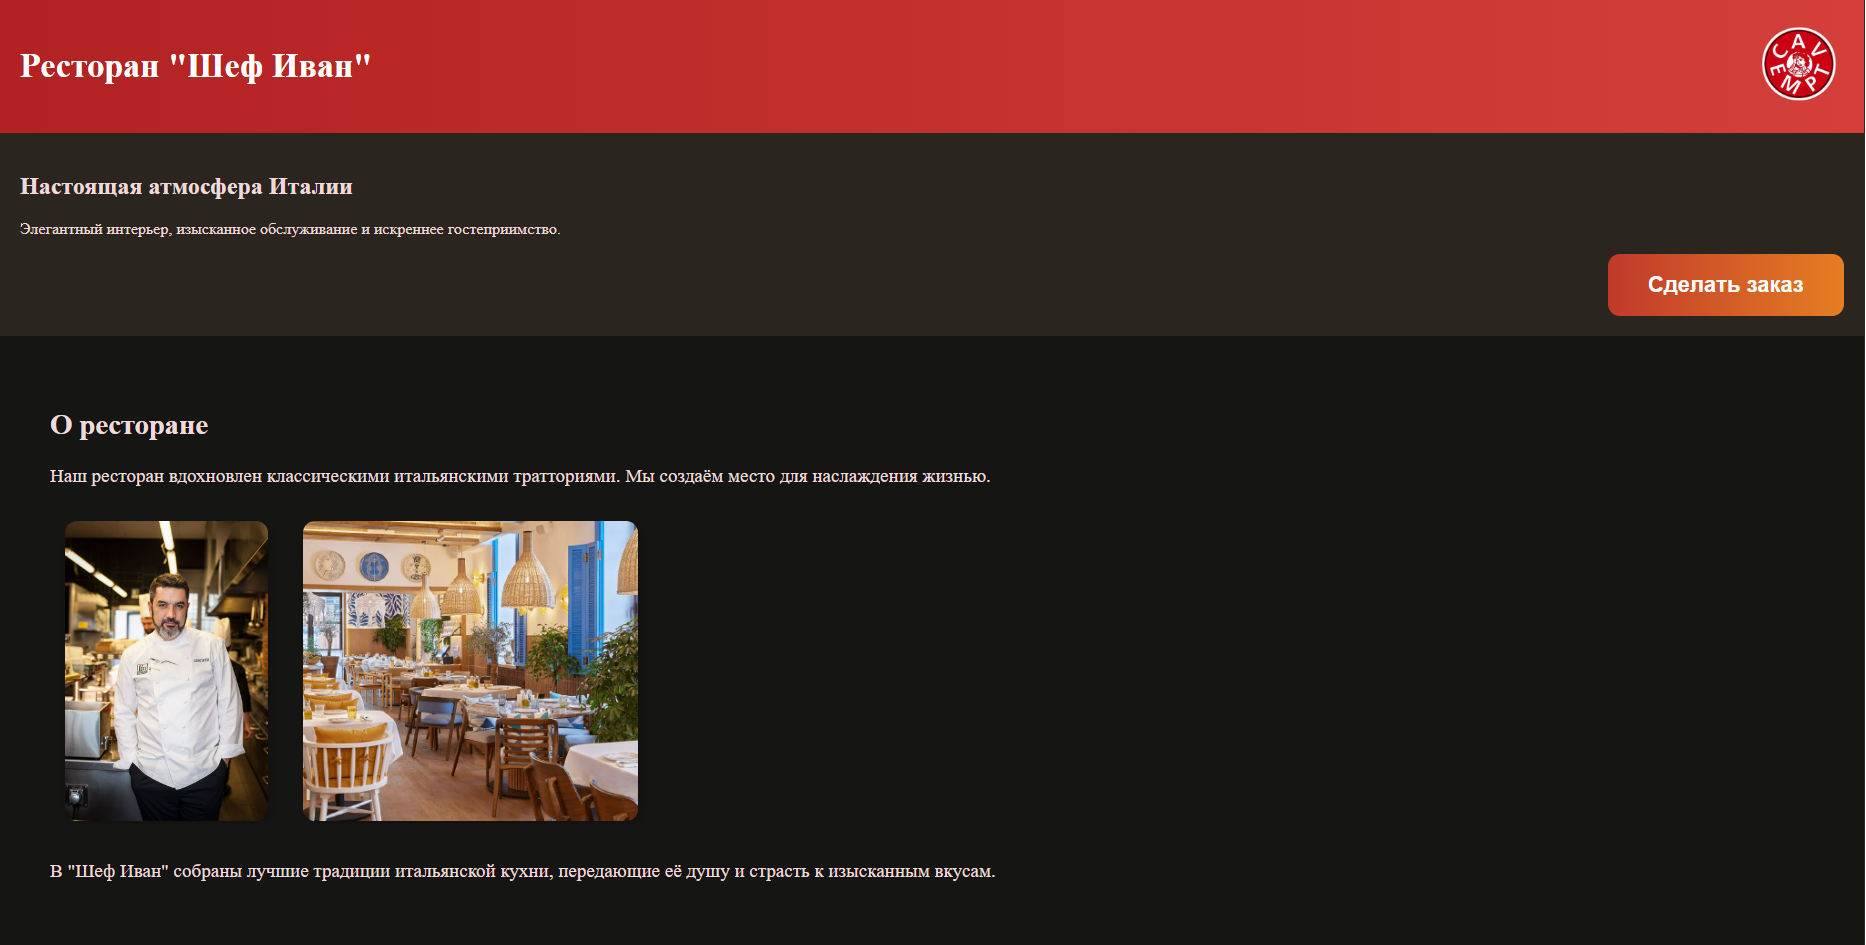 Ресторан "Шеф Иван"
CAV EMPT
Настоящая атмосфера Италии
Элегантный интерьер, изысканное обслуживание и искреннее гостеприимство.
Сделать заказ
О ресторане
Наш ресторан вдохновлен классическими итальянскими тратториями. Мы создаём место для наслаждения жизнью.
В "Шеф Иван" собраны лучшие традиции итальянской кухни, передающие её душу и страсть к изысканным вкусам.